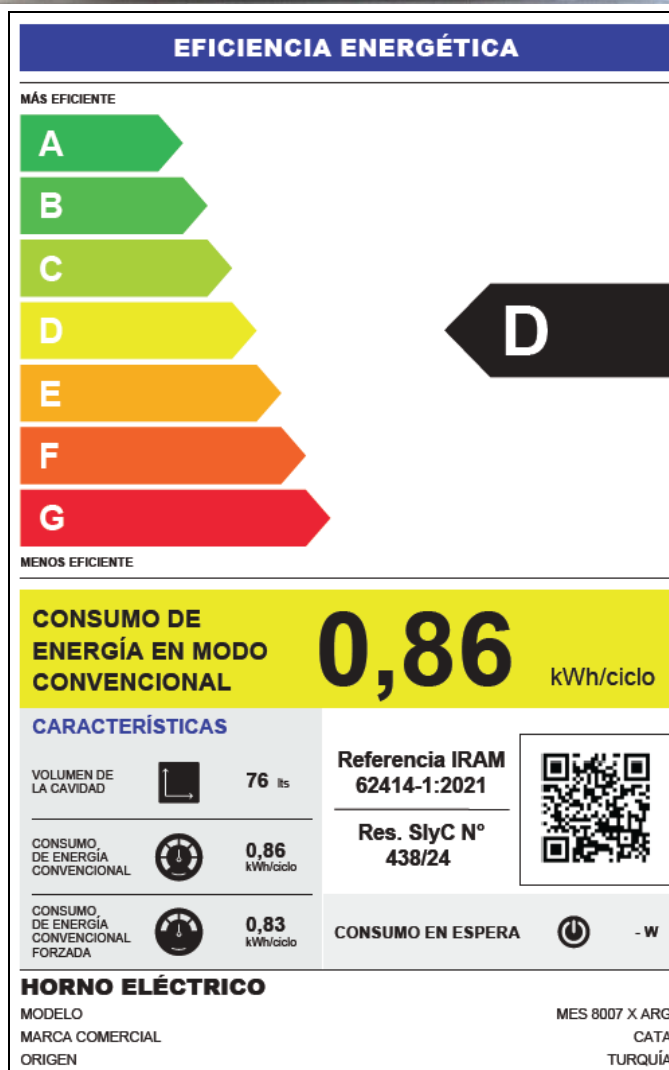 EFICIENCIA ENERGÉTICA
MÁS EFICIENTE
A
B
C
D
D
E
F
G
MENOS EFICIENTE
CONSUMO DE
ENERGÍA EN MODO
CONVENCIONAL
0,86 kWh/ciclo
CARACTERÍSTICAS
VOLUMEN DE
LA CAVIDAD
76 lts
CONSUMO
DE ENERGÍA
CONVENCIONAL
0,86
kWh/ciclo
CONSUMO
DE ENERGÍA
CONVENCIONAL
FORZADA
0,83
kWh/ciclo
Referencia IRAM
62414-1:2021
Res. SIyC Nº
438/24
CONSUMO EN ESPERA - W
HORNO ELÉCTRICO
MODELO MES 8007 X ARG
MARCA COMERCIAL CATA
ORIGEN TURQUÍA